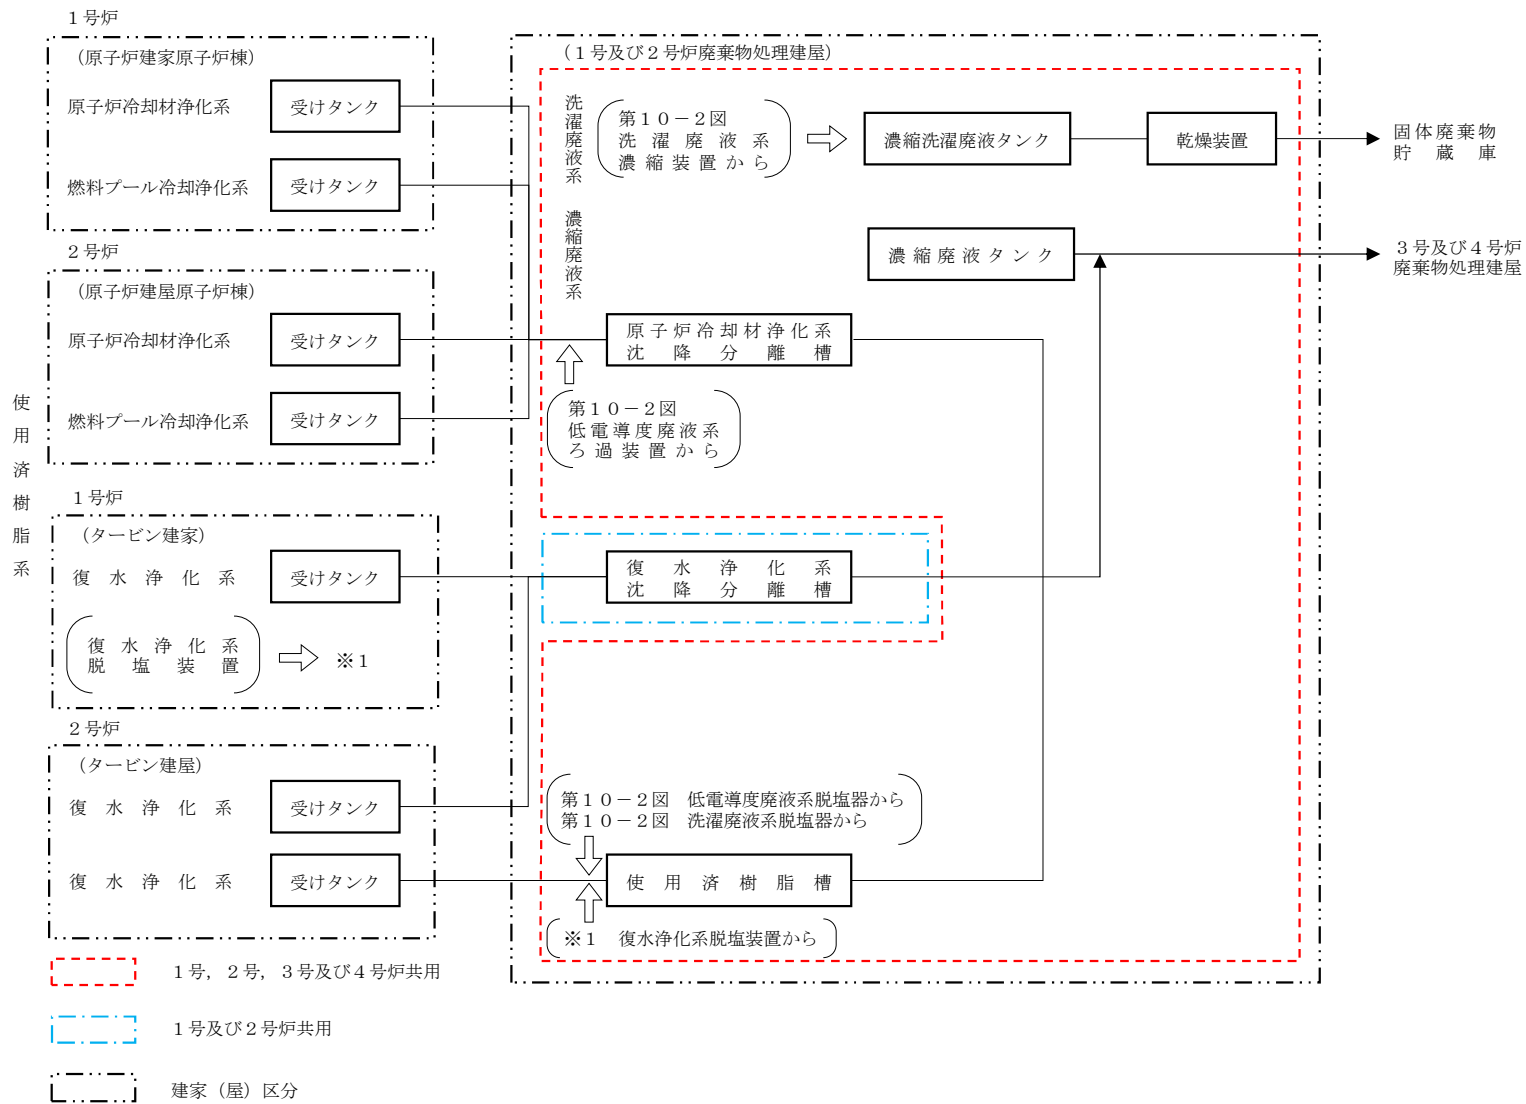 １号炉
（原子炉建家原子炉棟）
原子炉冷却材浄化系
受けタンク
燃料プール冷却浄化系
受けタンク
２号炉
（原子炉建屋原子炉棟）
原子炉冷却材浄化系
受けタンク
燃料プール冷却浄化系
受けタンク
使用済樹脂系
１号炉
（タービン建家）
復水浄化系
受けタンク
復水浄化系
脱塩装置
※１
２号炉
（タービン建屋）
復水浄化系
受けタンク
復水浄化系
受けタンク
（１号及び２号炉廃棄物処理建屋）
洗濯廃液系
第１０－２図
洗濯廃液系
濃縮装置から
濃縮洗濯廃液タンク
乾燥装置
固体廃棄物
貯蔵庫
濃縮廃液系
濃縮廃液タンク
３号及び４号炉
廃棄物処理建屋
原子炉冷却材浄化系
沈降分離槽
第１０－２図
低電導度廃液系
ろ過装置から
復水浄化系
沈降分離槽
第１０－２図　低電導度廃液系脱塩器から
第１０－２図　洗濯廃液系脱塩器から
使用済樹脂槽
※１　復水浄化系脱塩装置から
１号，２号，３号及び４号炉共用
１号及び２号炉共用
建家（屋）区分